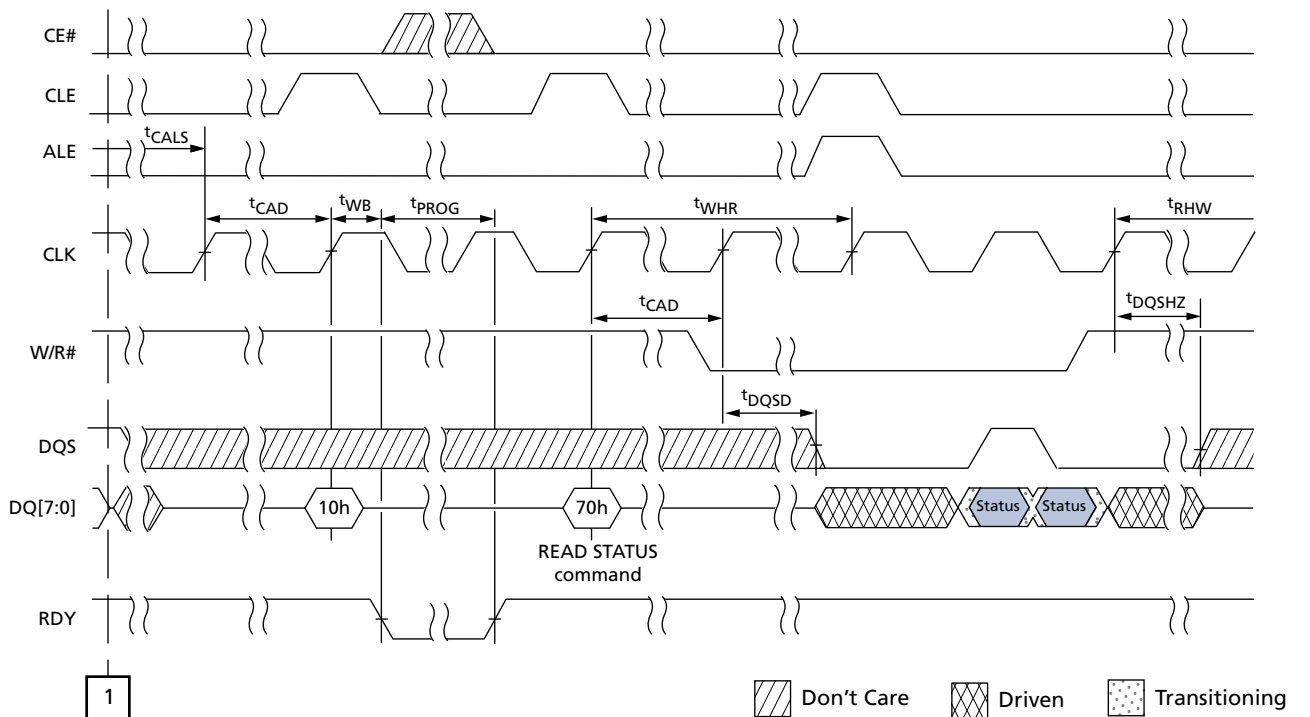 CE#
CLE
tCALS
ALE
tCAD
tWB
tPROG
tWHR
tRHW
CLK
tCAD
tDQSHZ
W/R#
tDQSD
DQS
DQ[7:0]
10h
70h
Status
Status
READ STATUS
command
RDY
1
Don't Care
Driven
Transitioning